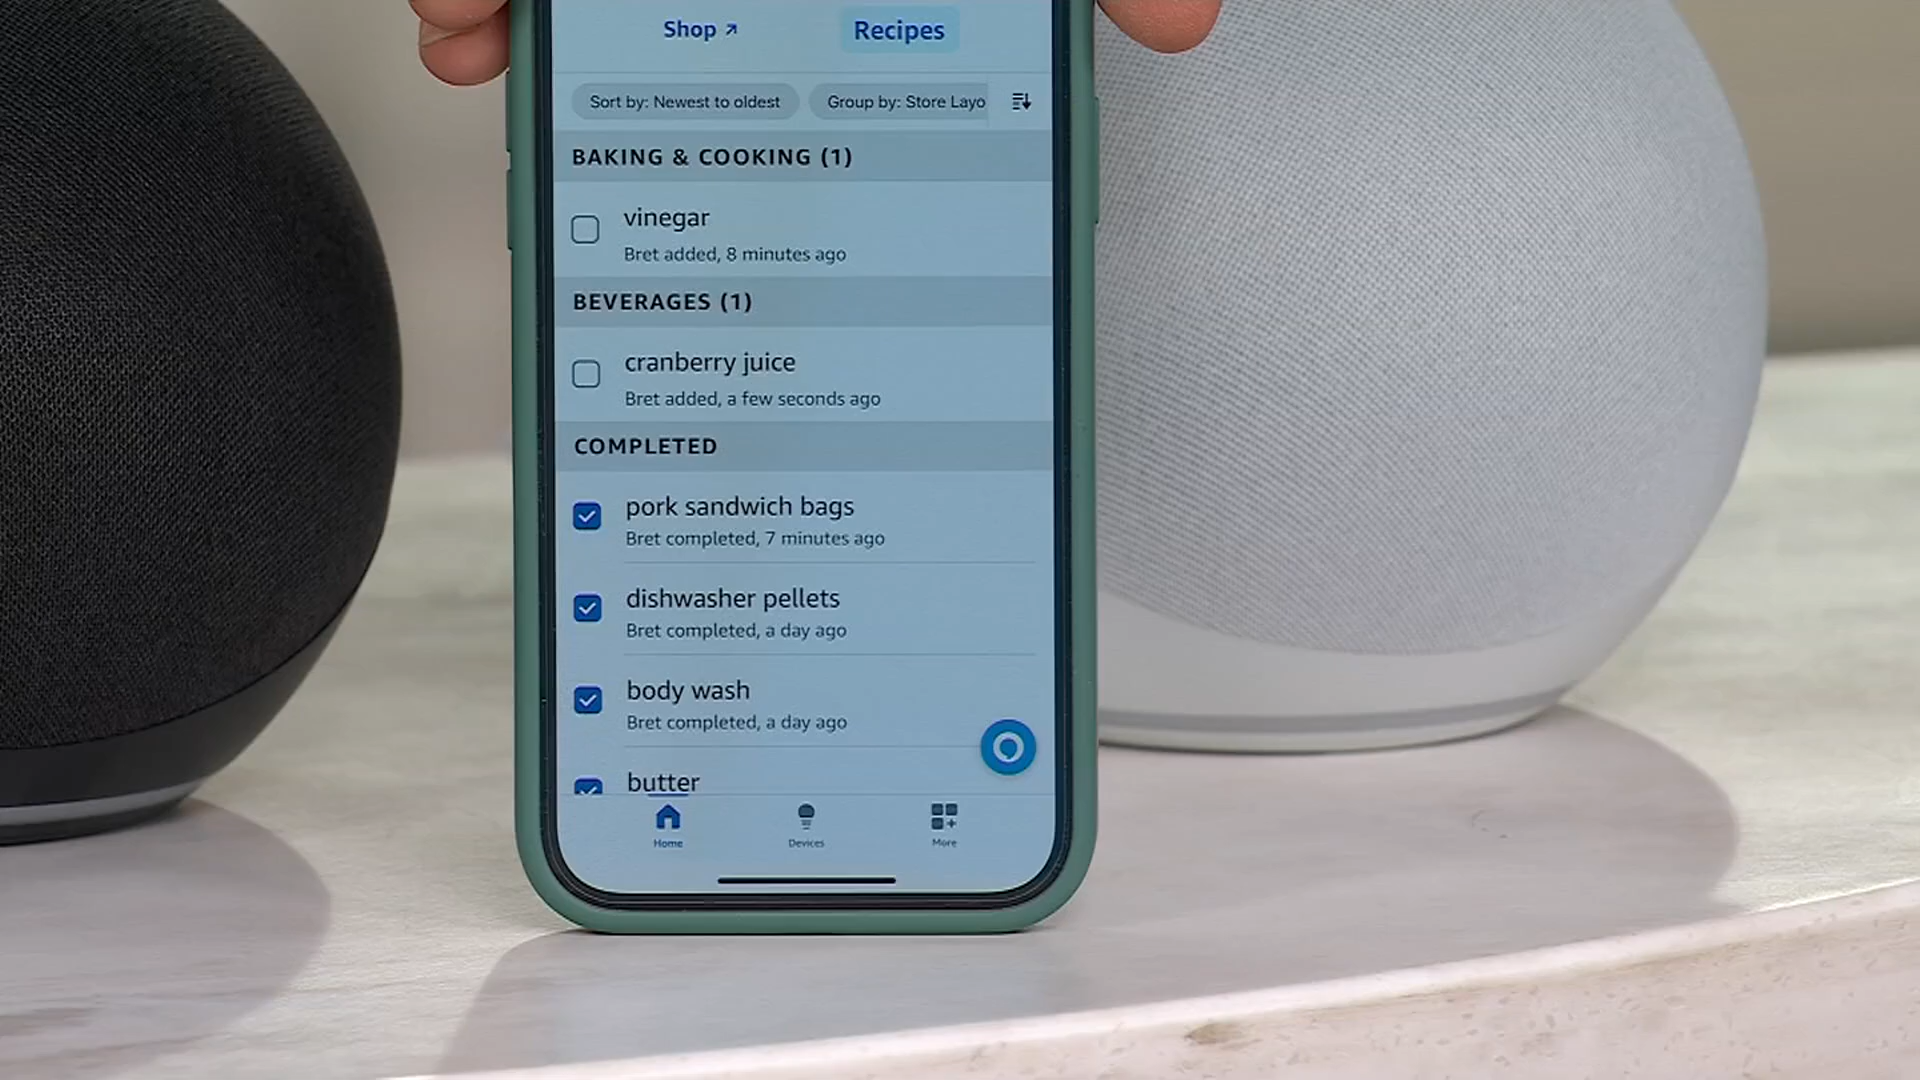 Shop ↗ Recipes
Sort by: Newest to oldest Group by: Store Layo
BAKING & COOKING (1)
vinegar
Bret added, 8 minutes ago
BEVERAGES (1)
cranberry juice
Bret added, a few seconds ago
COMPLETED
pork sandwich bags
Bret completed, 7 minutes ago
dishwasher pellets
Bret completed, a day ago
body wash
Bret completed, a day ago
butter
Home Devices More